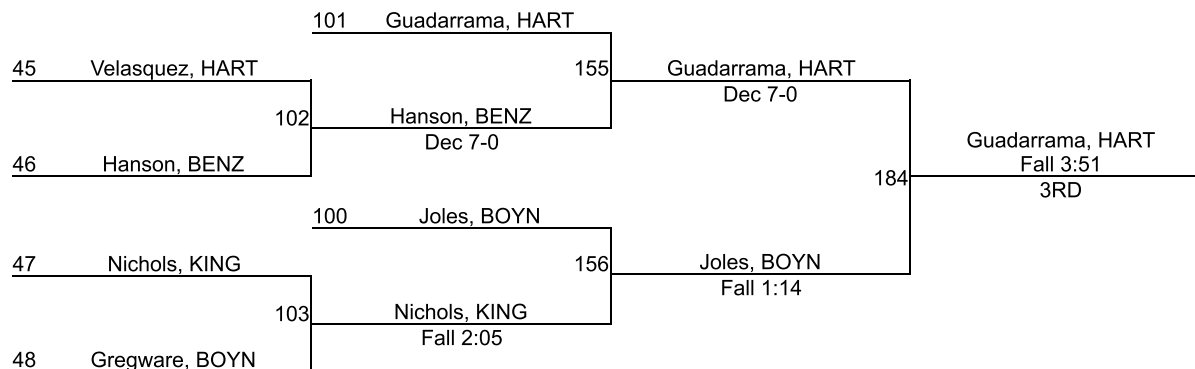 101 Guadarrama, HART
45 Velasquez, HART
155 Guadarrama, HART
Dec 7-0
102 Hanson, BENZ
Dec 7-0
46 Hanson, BENZ
Guadarrama, HART
184 Fall 3:51
3RD
100 Joles, BOYN
47 Nichols, KING
156 Joles, BOYN
Fall 1:14
103 Nichols, KING
Fall 2:05
48 Gregware, BOYN